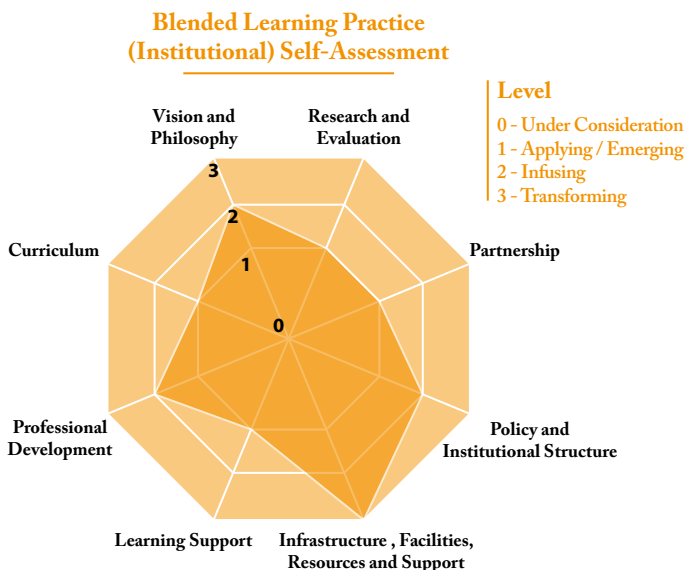 Blended Learning Practice
(Institutional) Self-Assessment
Level
0 - Under Consideration
1 - Applying / Emerging
2 - Infusing
3 - Transforming
Vision and
Philosophy
Research and
Evaluation
3
2
1
0
Curriculum
Partnership
Professional
Development
Policy and
Institutional Structure
Learning Support
Infrastructure , Facilities,
Resources and Support